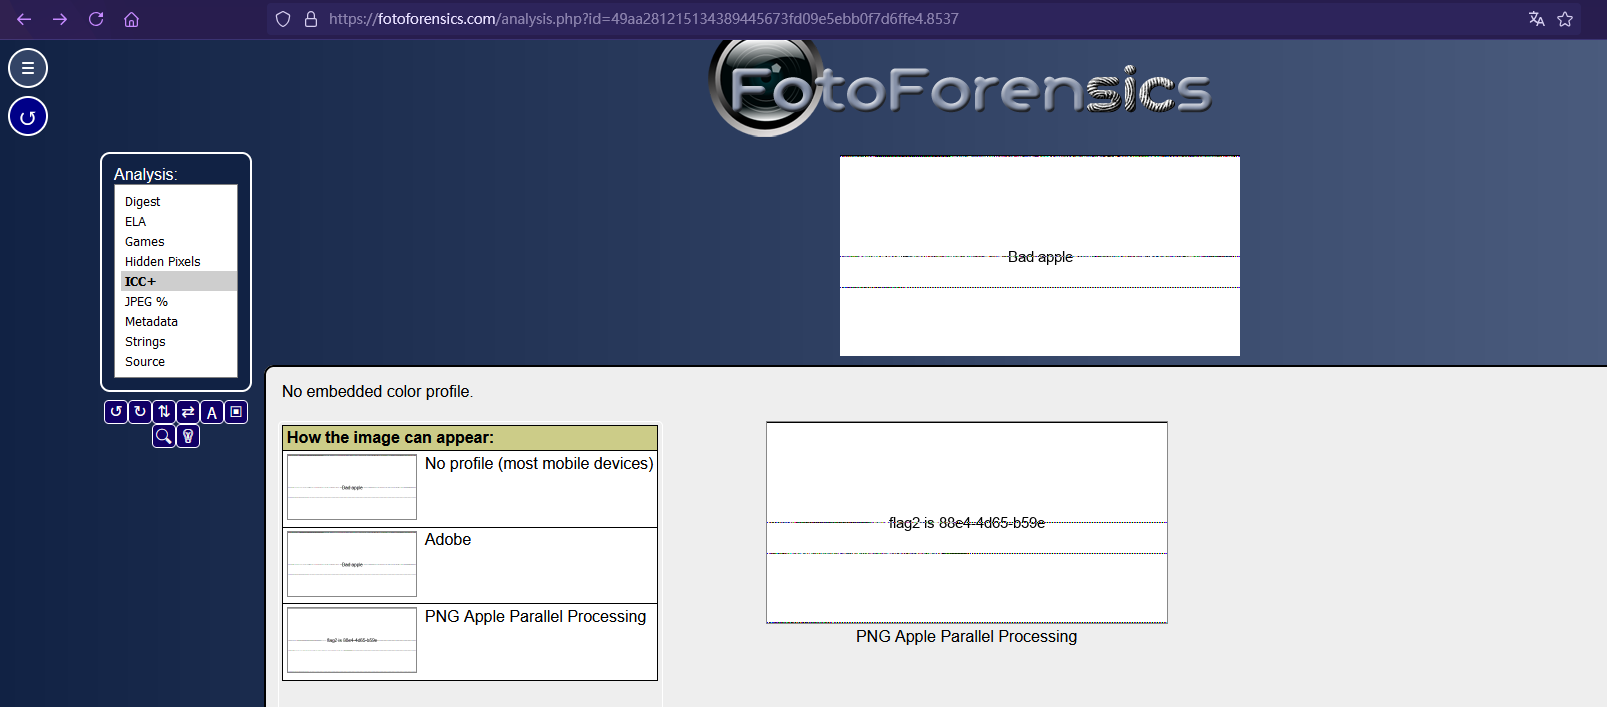 https://fotoforensics.com/analysis.php?id=49aa281215134389445673fd09e5ebb0f7d6ffe4.8537
FotoForensics
Analysis:
Digest
ELA
Games
Hidden Pixels
ICC+
JPEG %
Metadata
Strings
Source
A
Bad apple
No embedded color profile.
How the image can appear:
Bad apple
No profile (most mobile devices)
Bad apple
Adobe
flag2 is 88e4-4d65-b59e
PNG Apple Parallel Processing
flag2 is 88e4-4d65-b59e
PNG Apple Parallel Processing